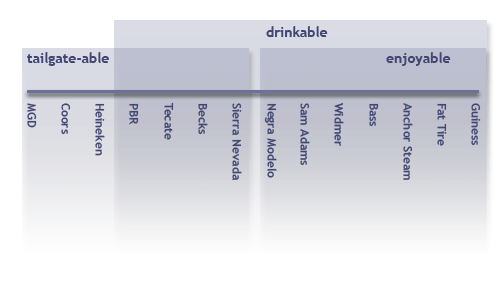 drinkable
tailgate-able
enjoyable
MGD
Coors
Heineken
PBR
Tecate
Becks
Sierra Nevada
Negra Modelo
Sam Adams
Widmer
Bass
Anchor Steam
Fat Tire
Guiness